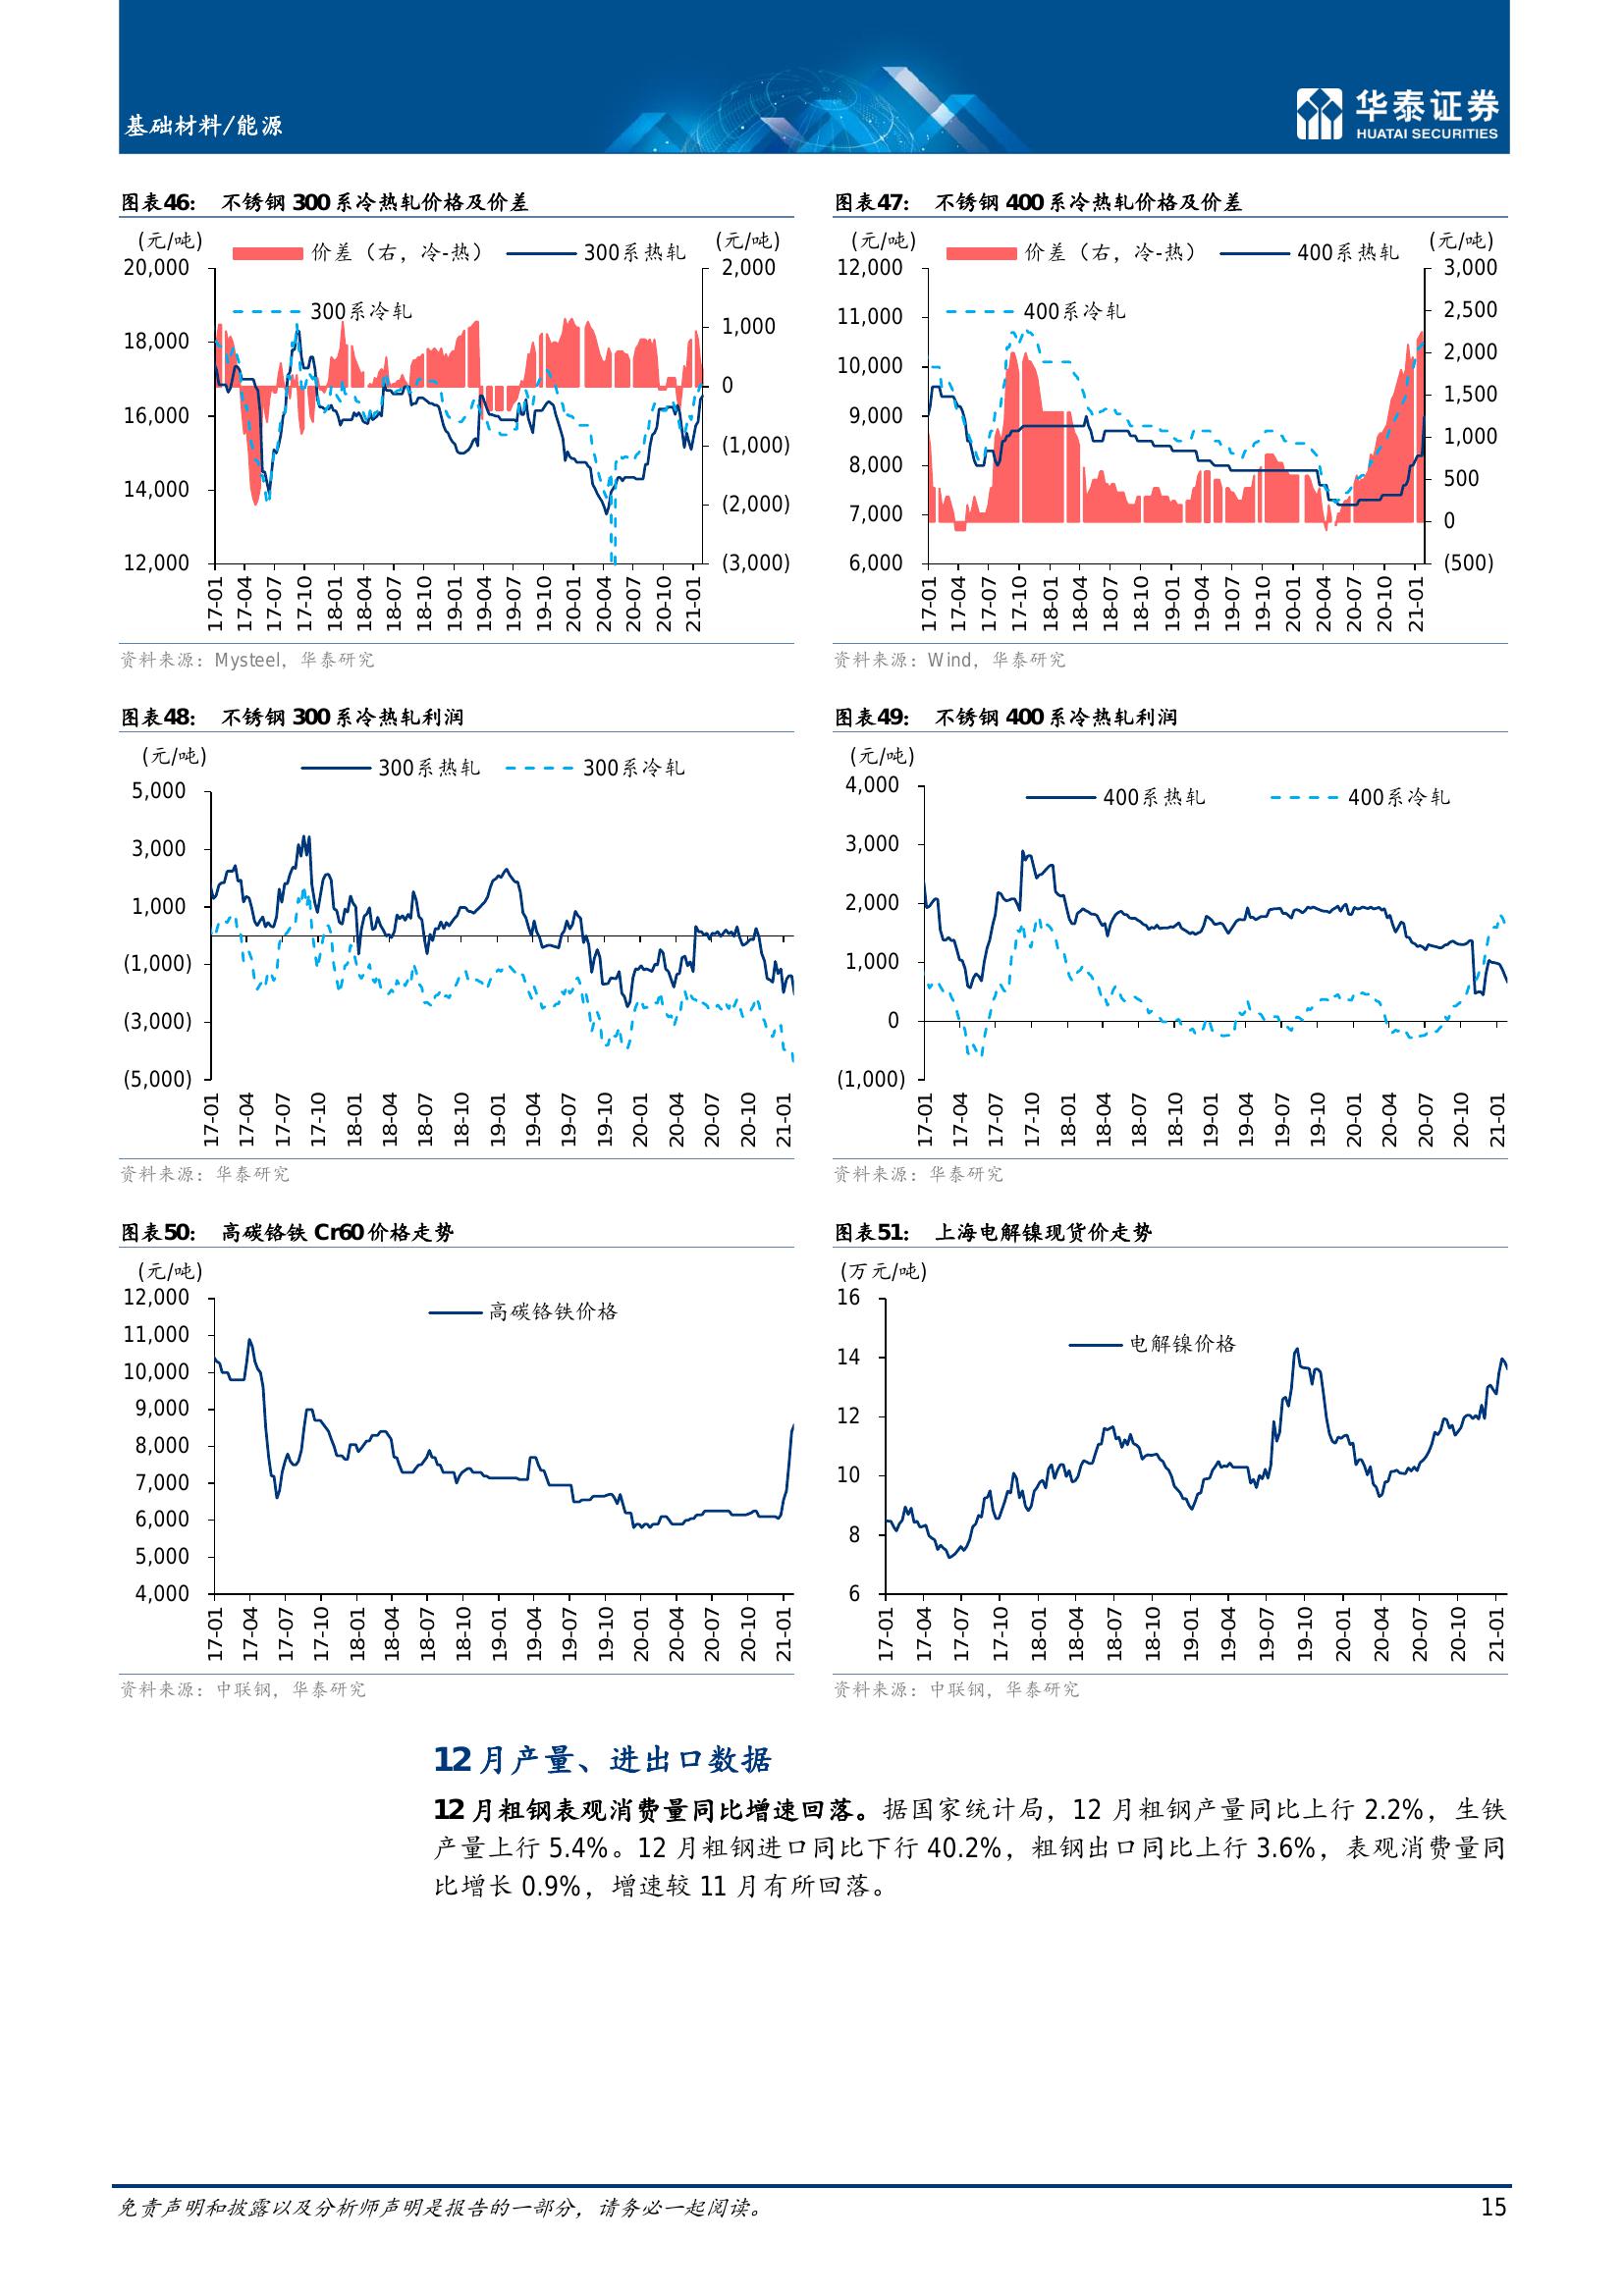 基础材料/能源
华泰证券
HUATAI SECURITIES
图表46： 不锈钢 300 系冷热轧价格及价差
(元/吨)
(元/吨)
价差（右，冷-热）
300系热轧
300系冷轧
20,000
18,000
16,000
14,000
12,000
2,000
1,000
0
(1,000)
(2,000)
(3,000)
17-01 17-04 17-07 17-10 18-01 18-04 18-07 18-10 19-01 19-04 19-07 19-10 20-01 20-04 20-07 20-10 21-01
资料来源：Mysteel，华泰研究
图表47： 不锈钢 400 系冷热轧价格及价差
(元/吨)
(元/吨)
价差（右，冷-热）
400系热轧
400系冷轧
12,000
11,000
10,000
9,000
8,000
7,000
6,000
3,000
2,500
2,000
1,500
1,000
500
0
(500)
17-01 17-04 17-07 17-10 18-01 18-04 18-07 18-10 19-01 19-04 19-07 19-10 20-01 20-04 20-07 20-10 21-01
资料来源：Wind，华泰研究
图表48： 不锈钢 300 系冷热轧利润
(元/吨)
300系热轧
300系冷轧
5,000
3,000
1,000
(1,000)
(3,000)
(5,000)
17-01 17-04 17-07 17-10 18-01 18-04 18-07 18-10 19-01 19-04 19-07 19-10 20-01 20-04 20-07 20-10 21-01
资料来源：华泰研究
图表49： 不锈钢 400 系冷热轧利润
(元/吨)
400系热轧
400系冷轧
4,000
3,000
2,000
1,000
0
(1,000)
17-01 17-04 17-07 17-10 18-01 18-04 18-07 18-10 19-01 19-04 19-07 19-10 20-01 20-04 20-07 20-10 21-01
资料来源：华泰研究
图表50： 高碳铬铁 Cr60 价格走势
(元/吨)
高碳铬铁价格
12,000
11,000
10,000
9,000
8,000
7,000
6,000
5,000
4,000
17-01 17-04 17-07 17-10 18-01 18-04 18-07 18-10 19-01 19-04 19-07 19-10 20-01 20-04 20-07 20-10 21-01
资料来源：中联钢，华泰研究
图表51： 上海电解镍现货价走势
(万元/吨)
电解镍价格
16
14
12
10
8
6
17-01 17-04 17-07 17-10 18-01 18-04 18-07 18-10 19-01 19-04 19-07 19-10 20-01 20-04 20-07 20-10 21-01
资料来源：中联钢，华泰研究
12 月产量、进出口数据
12 月粗钢表观消费量同比增速回落。据国家统计局，12 月粗钢产量同比上行 2.2%，生铁
产量上行 5.4%。12 月粗钢进口同比下行 40.2%，粗钢出口同比上行 3.6%，表观消费量同
比增长 0.9%，增速较 11 月有所回落。
免责声明和披露以及分析师声明是报告的一部分，请务必一起阅读。
15